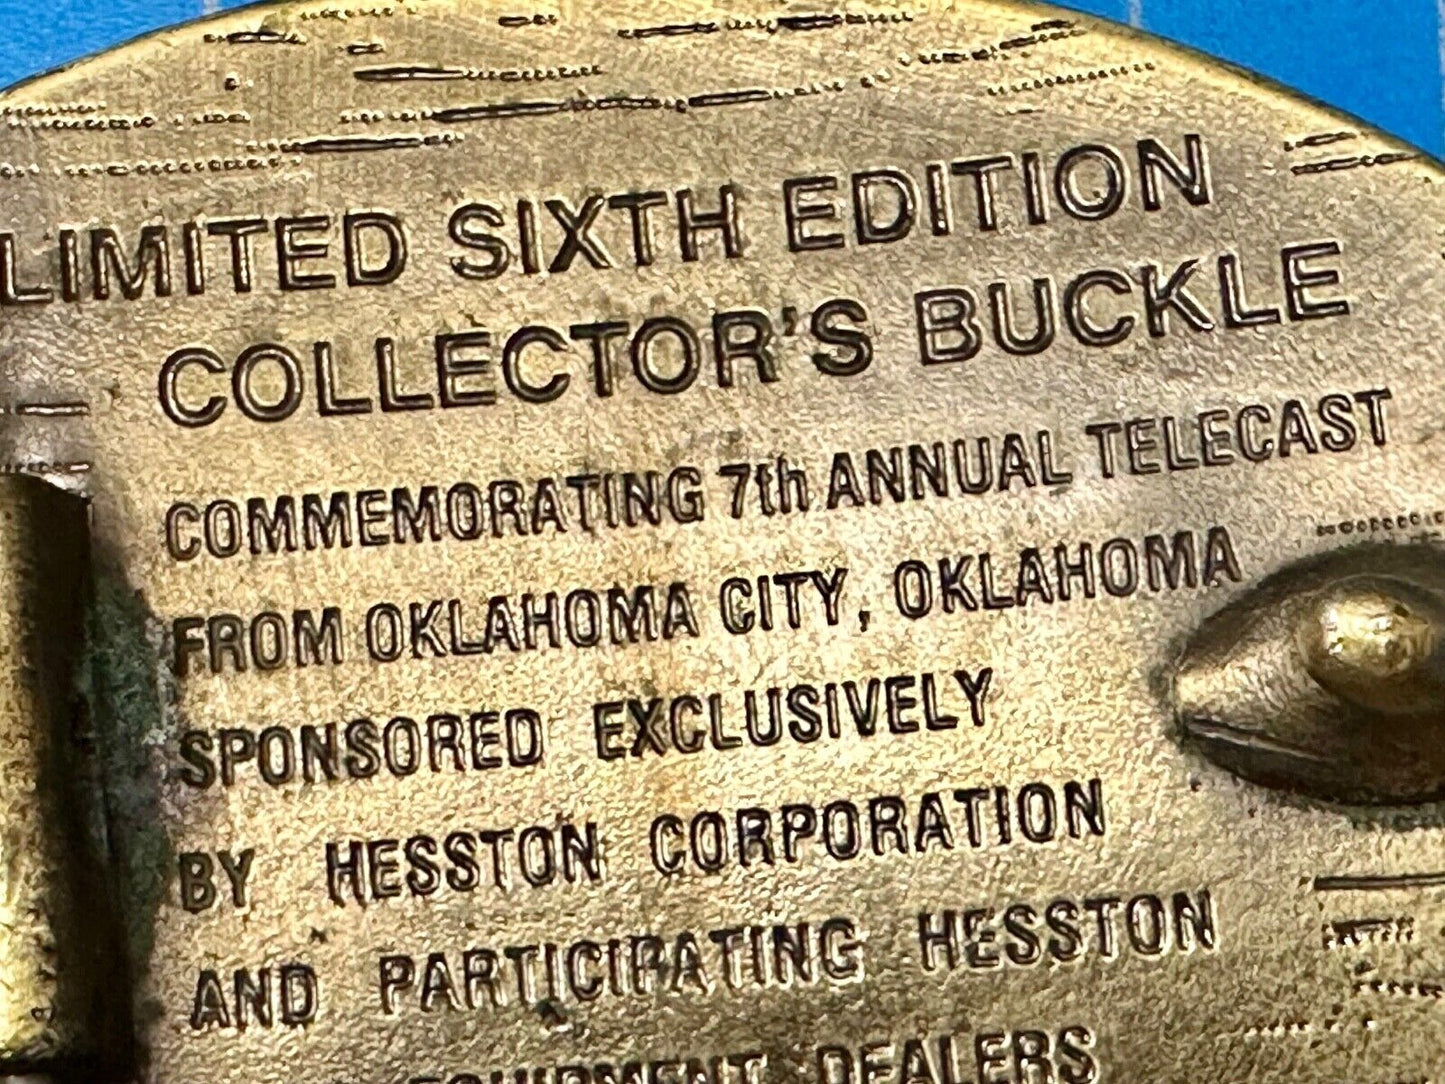 LIMITED SIXTH EDITION
COLLECTOR'S BUCKLE
COMMEMORATING 7th ANNUAL TELECAST
FROM OKLAHOMA CITY, OKLAHOMA
SPONSORED EXCLUSIVELY
BY HESSTON CORPORATION
AND PARTICIPATING HESSTON
EQUIPMENT DEALERS